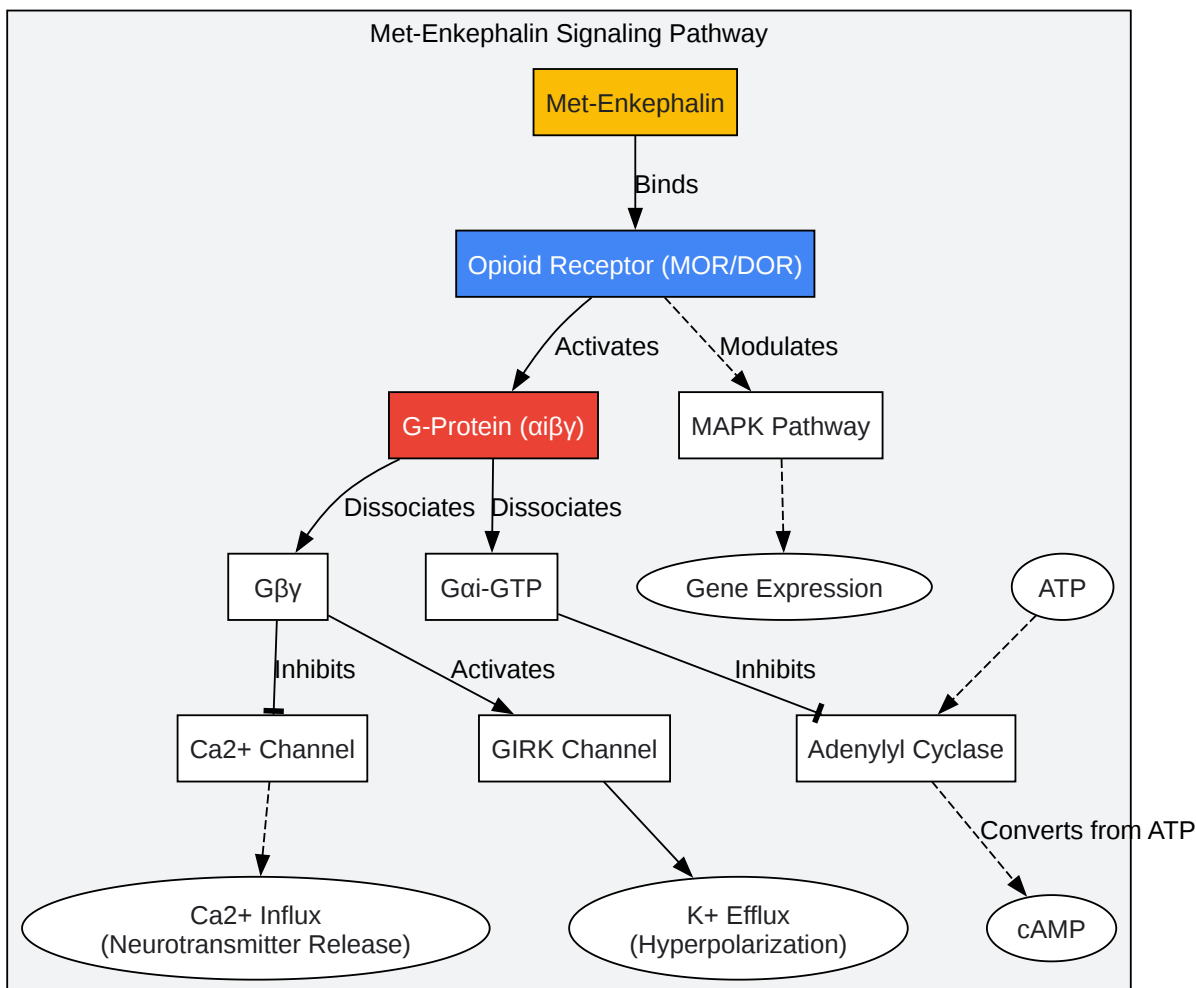 Met-Enkephalin Signaling Pathway
Met-Enkephalin
Binds
Opioid Receptor (MOR/DOR)
Activates
Modulates
G-Protein (αiβγ)
MAPK Pathway
Dissociates
Dissociates
Gβγ
Gαi-GTP
Gene Expression
ATP
Inhibits
Activates
Inhibits
Ca2+ Channel
GIRK Channel
Adenylyl Cyclase
Converts from ATP
Ca2+ Influx
(Neurotransmitter Release)
K+ Efflux
(Hyperpolarization)
cAMP